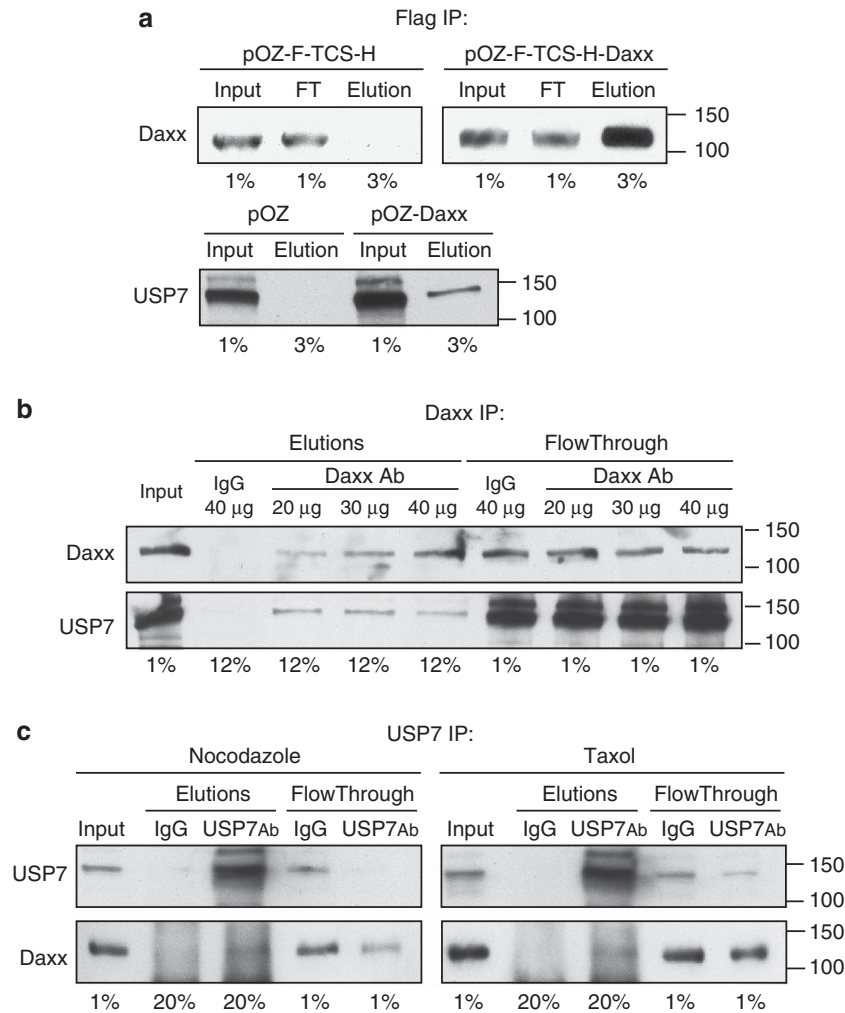 a
Flag IP:
pOZ-F-TCS-H pOZ-F-TCS-H-Daxx
Input FT Elution Input FT Elution
Daxx 150
100
1% 1% 3% 1% 1% 3%
pOZ pOZ-Daxx
Input Elution Input Elution
USP7 150
100
1% 3% 1% 3%
b
Daxx IP:
Elutions FlowThrough
Input IgG Daxx Ab IgG Daxx Ab
40 µg 20 µg 30 µg 40 µg 40 µg 20 µg 30 µg 40 µg
Daxx 150
100
USP7 150
100
1% 12% 12% 12% 12% 1% 1% 1% 1%
c
USP7 IP:
Nocodazole Taxol
Elutions FlowThrough Elutions FlowThrough
Input IgG USP7Ab IgG USP7Ab Input IgG USP7Ab IgG USP7Ab
USP7 150
100
Daxx 150
100
1% 20% 20% 1% 1% 1% 20% 20% 1% 1%